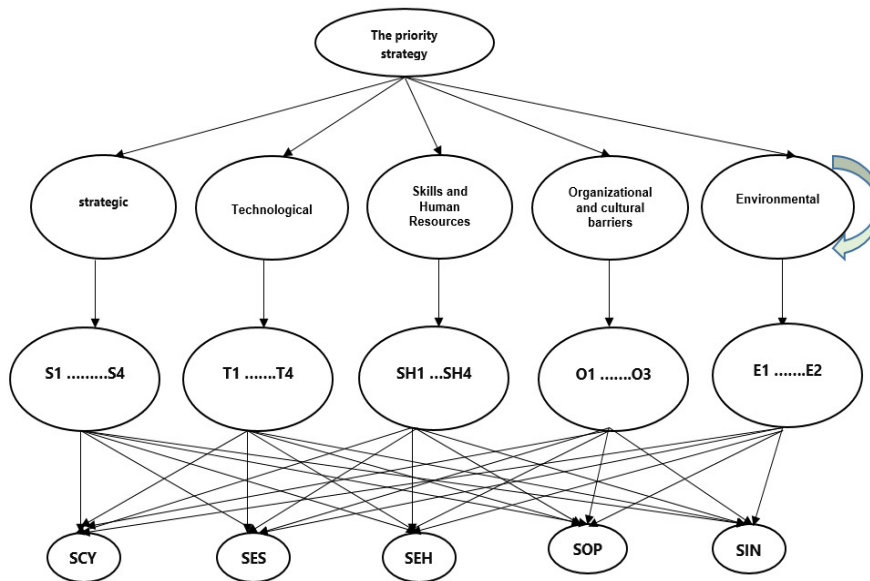 The priority
strategy
strategic
Technological
Skills and
Human
Resources
Organizational
and cultural
barriers
Environmental
S1 .........S4
T1 .......T4
SH1 ...SH4
O1 .......O3
E1 .......E2
SCY
SES
SEH
SOP
SIN